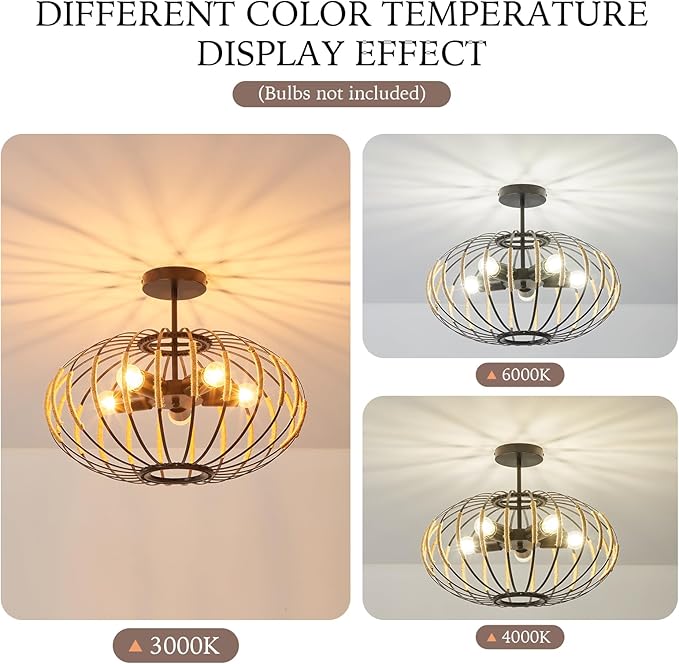 DIFFERENT COLOR TEMPERATURE
DISPLAY EFFECT
(Bulbs not included)
3000K
6000K
4000K